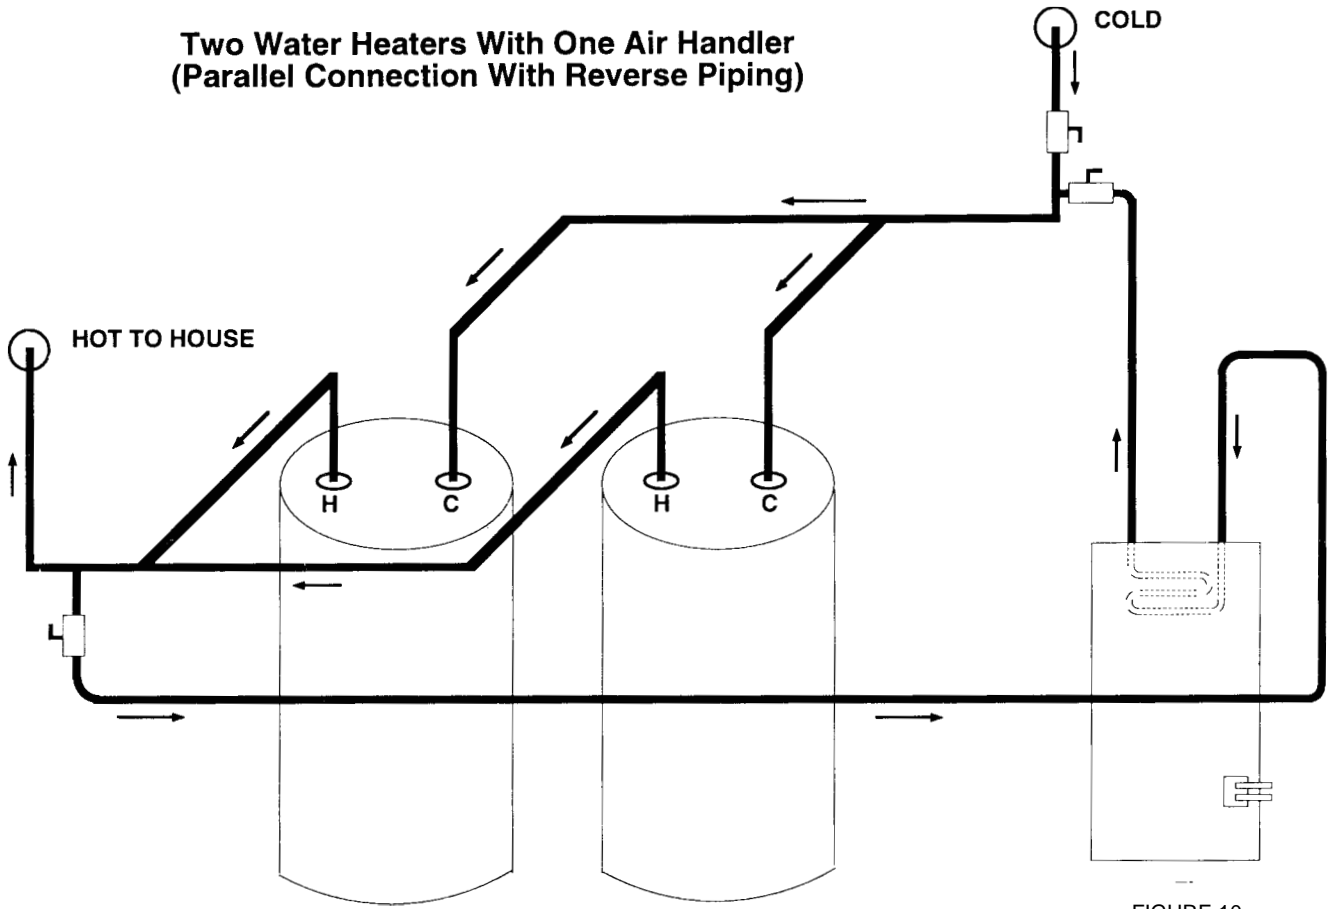 Two Water Heaters With One Air Handler
(Parallel Connection With Reverse Piping)
COLD
HOT TO HOUSE
H
C
H
C